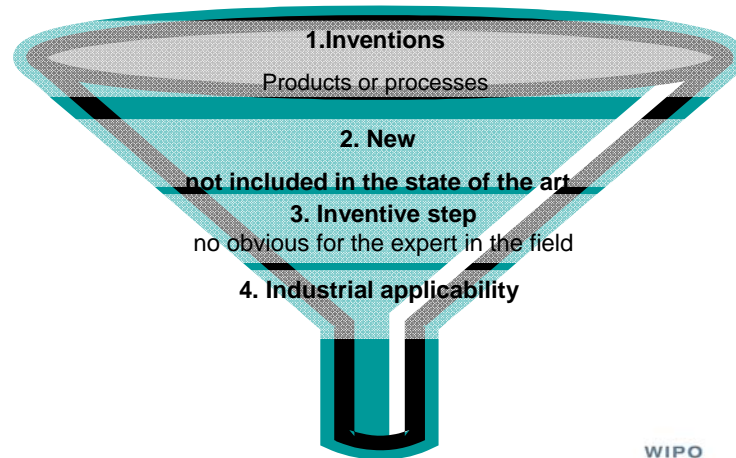 1.Inventions
Products or processes
2. New
not included in the state of the art
3. Inventive step
no obvious for the expert in the field
4. Industrial applicability
WIPO